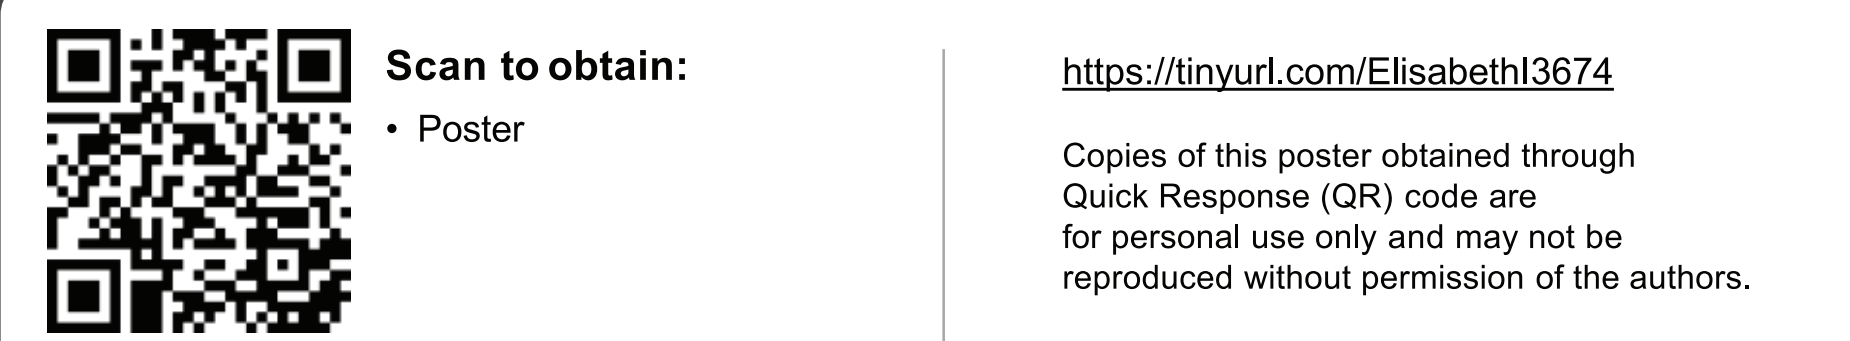 Scan to obtain:
• Poster
https://tinyurl.com/ElisabethI3674
Copies of this poster obtained through
Quick Response (QR) code are
for personal use only and may not be
reproduced without permission of the authors.